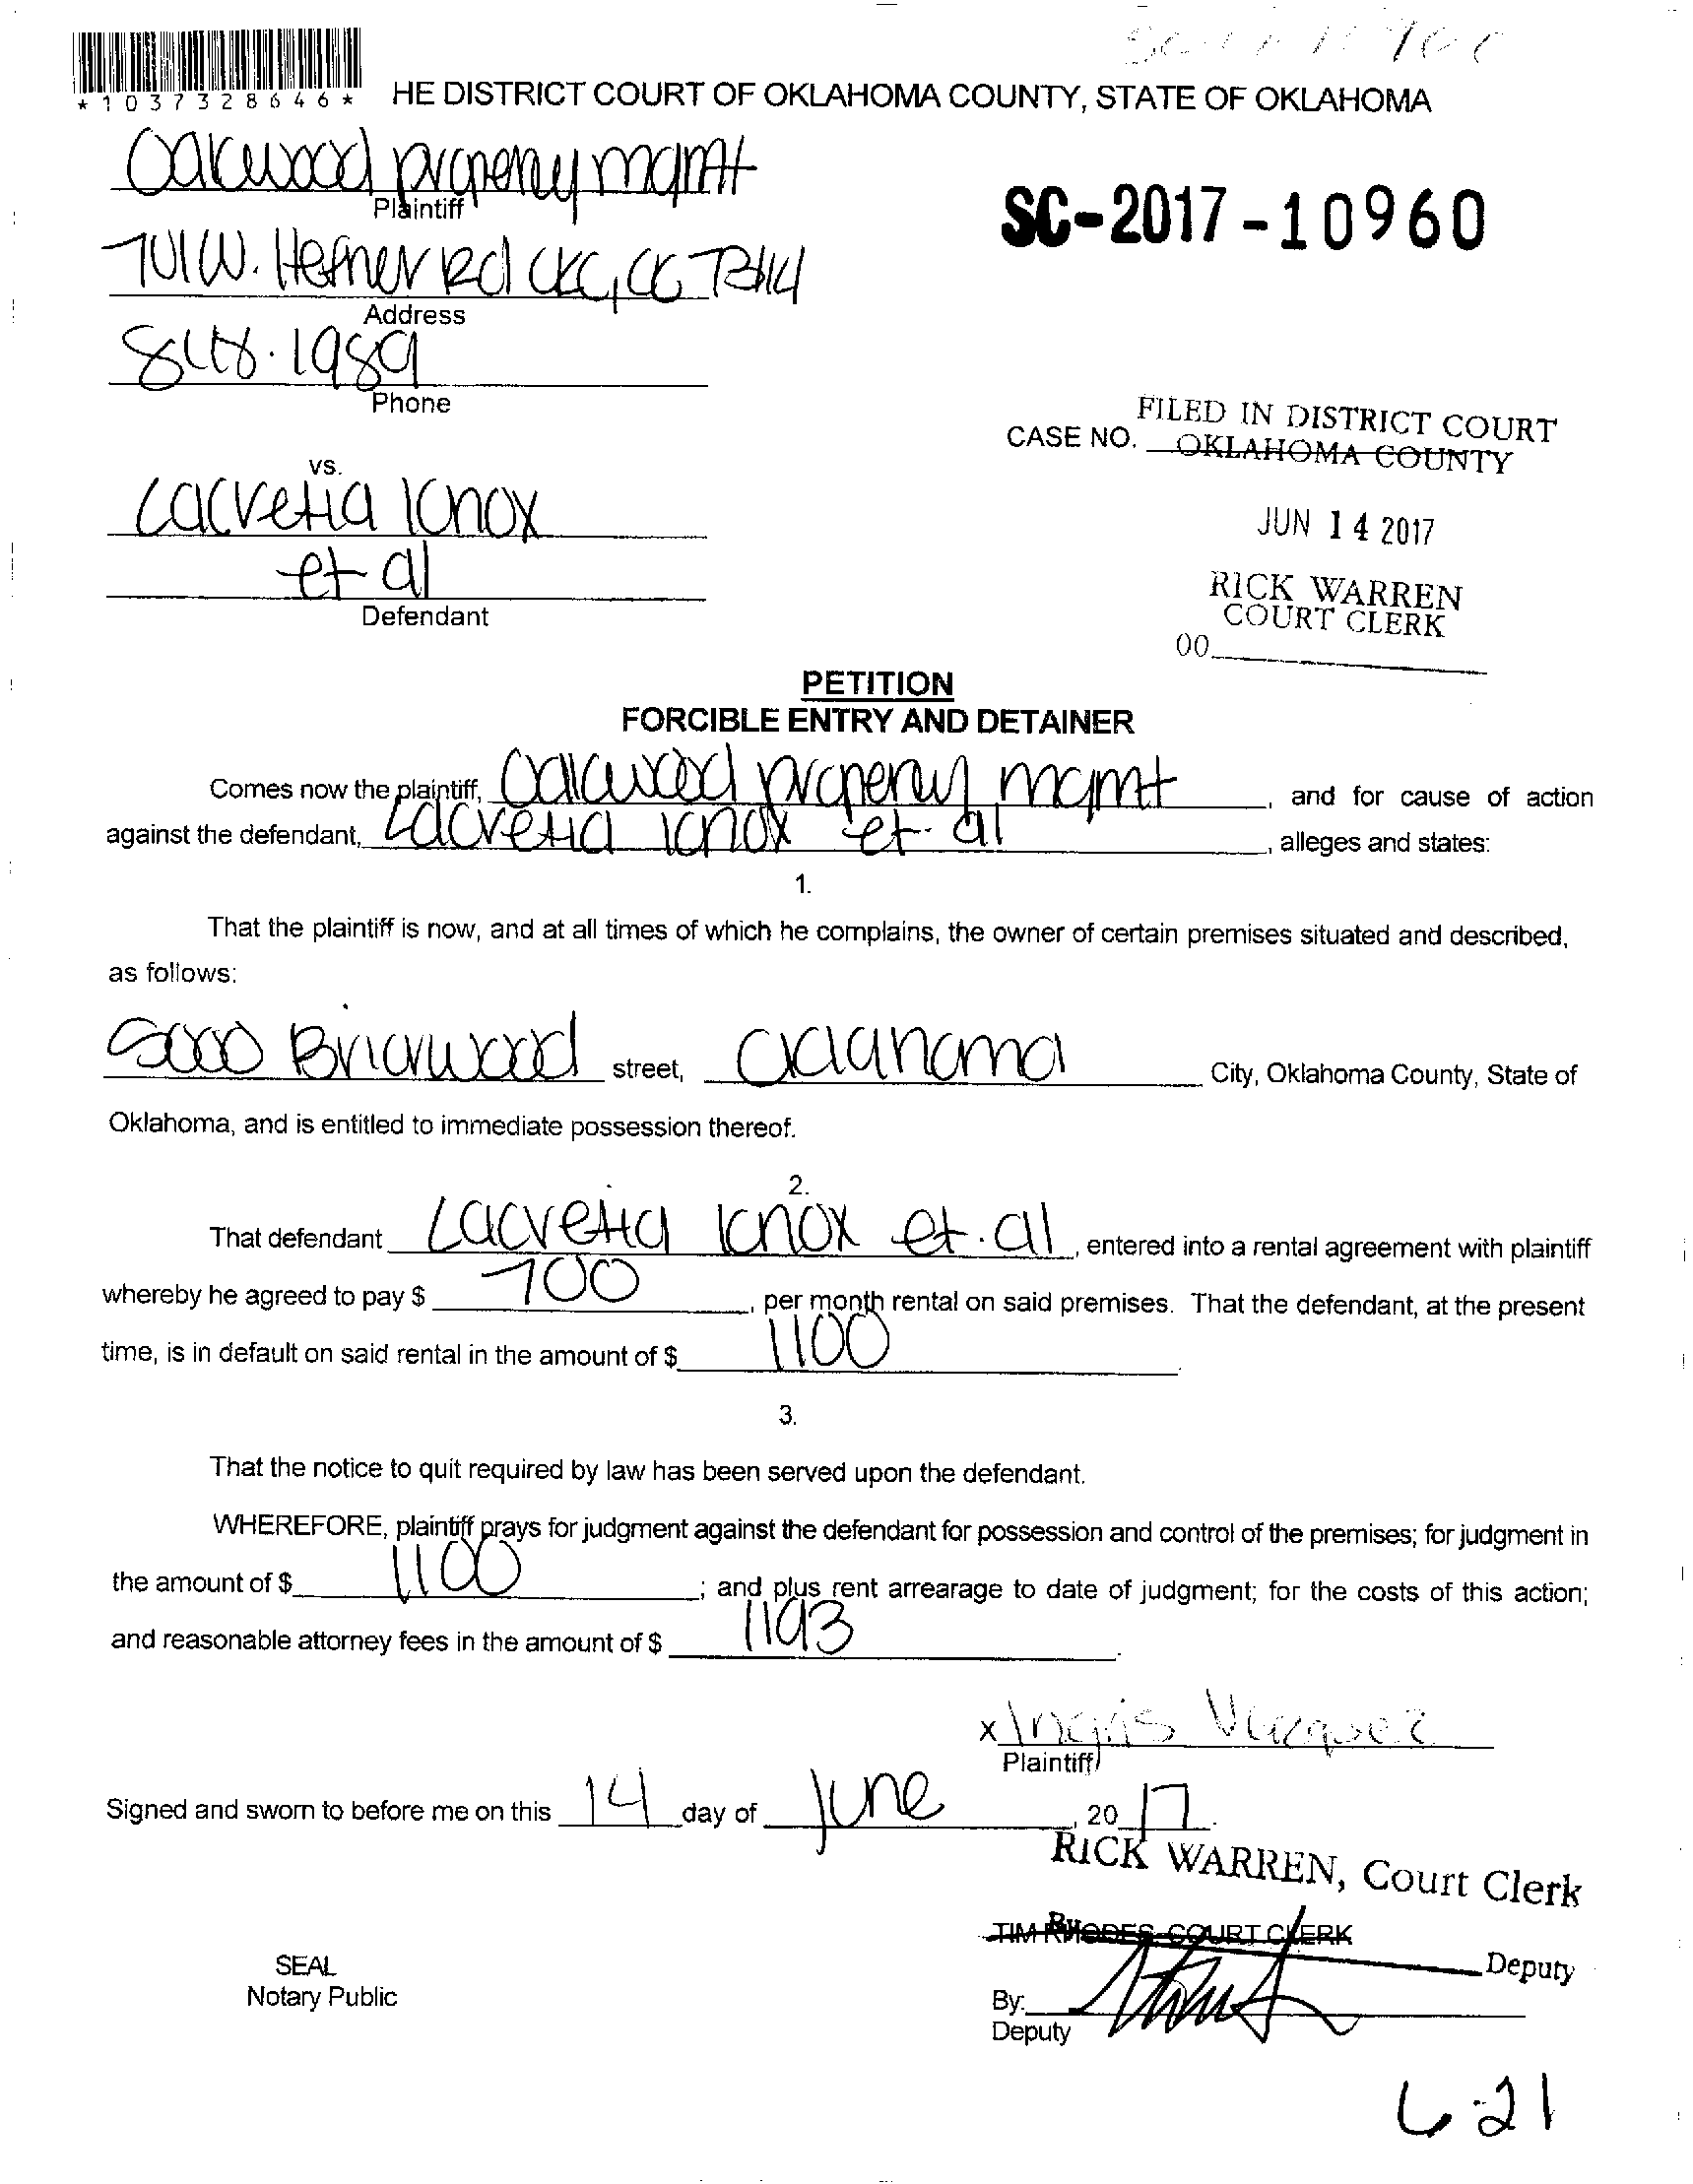 *1037328646*
HE DISTRICT COURT OF OKLAHOMA COUNTY, STATE OF OKLAHOMA
Oakwood property mgmt
Plaintiff
SC-2017-10960
W. Hefner Rd OKC, OK 73114
Address
1989
Phone
FILED IN DISTRICT COURT
CASE NO. OKLAHOMA COUNTY
vs.
Lacretia Knox
JUN 14 2017
et al
Defendant
RICK WARREN
COURT CLERK
00
PETITION
FORCIBLE ENTRY AND DETAINER
Comes now the plaintiff, Oakwood property mgmt, and for cause of action
against the defendant, Lacretia Knox et. al, alleges and states:
1.
That the plaintiff is now, and at all times of which he complains, the owner of certain premises situated and described,
as follows:
5000 Briarwood street, Oklahoma City, Oklahoma County, State of
Oklahoma, and is entitled to immediate possession thereof.
2.
That defendant Lacretia Knox et. al, entered into a rental agreement with plaintiff
whereby he agreed to pay $ 700, per month rental on said premises. That the defendant, at the present
time, is in default on said rental in the amount of $ 1100.
3.
That the notice to quit required by law has been served upon the defendant.
WHEREFORE, plaintiff prays for judgment against the defendant for possession and control of the premises; for judgment in
the amount of $ 1100; and plus rent arrearage to date of judgment; for the costs of this action;
and reasonable attorney fees in the amount of $ 1193.
x Ingris Vazquez
Plaintiff
Signed and sworn to before me on this 14 day of June, 2017.
RICK WARREN, Court Clerk
TIM RHODES, COURT CLERK
By
Deputy
SEAL
Notary Public
By:
Deputy
6-21